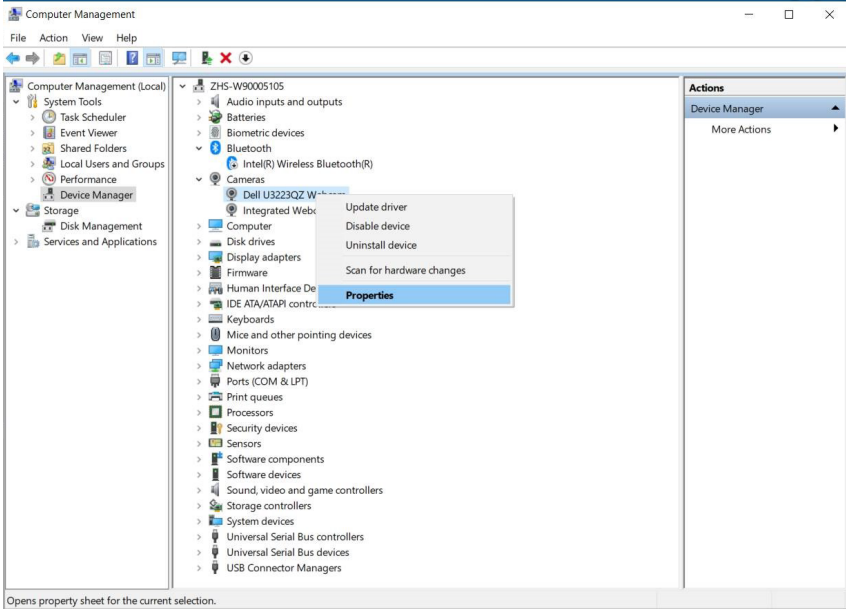 Computer Management
File Action View Help
Computer Management (Local)
System Tools
Task Scheduler
Event Viewer
Shared Folders
Local Users and Groups
Performance
Device Manager
Storage
Disk Management
Services and Applications
ZHS-W90005105
Audio inputs and outputs
Batteries
Biometric devices
Bluetooth
Intel(R) Wireless Bluetooth(R)
Cameras
Dell U3223QZ
Integrated
Computer
Disk drives
Display adapters
Firmware
Human Interface
IDE ATA/ATAPI
Keyboards
Mice and other pointing devices
Monitors
Network adapters
Ports (COM & LPT)
Print queues
Processors
Security devices
Sensors
Software components
Software devices
Sound, video and game controllers
Storage controllers
System devices
Universal Serial Bus controllers
Universal Serial Bus devices
USB Connector Managers
Update driver
Disable device
Uninstall device
Scan for hardware changes
Properties
Actions
Device Manager
More Actions
Opens property sheet for the current selection.